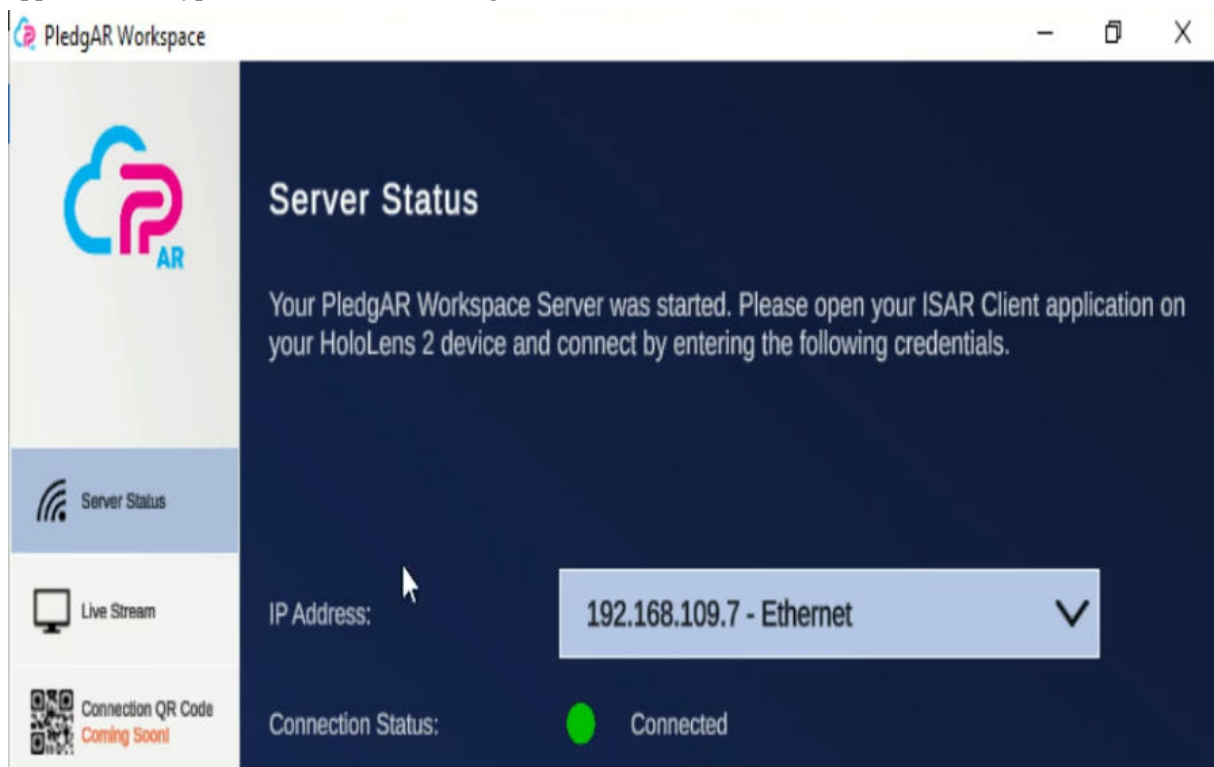 PledgAR Workspace
AR
Server Status
Your PledgAR Workspace Server was started. Please open your ISAR Client application on
your HoloLens 2 device and connect by entering the following credentials.
Server Status
Live Stream
IP Address:
192.168.109.7 - Ethernet
Connection QR Code
Coming Soon!
Connection Status:
Connected